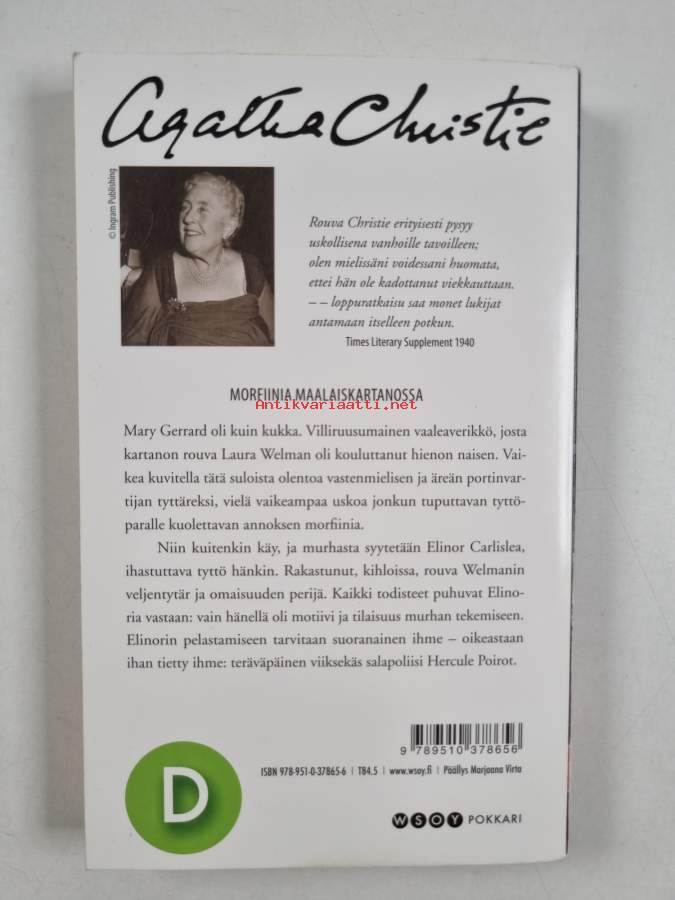 Agatha Christie
© Ingram Publishing
Rouva Christie erityisesti pysyy
uskollisena vanhoille tavoilleen;
olen mielissäni voidessani huomata,
ettei hän ole kadottanut viekkauttaan.
– – loppuratkaisu saa monet lukijat
antamaan itselleen potkun.
Times Literary Supplement 1940
MORFIINIA MAALAISKARTANOSSA
Antikvariaatti.net
Mary Gerrard oli kuin kukka. Villiruusumainen vaaleaverikkö, josta
kartanon rouva Laura Welman oli kouluttanut hienon naisen. Vai-
kea kuvitella tätä suloista olentoa vastenmielisen ja äreän portinvar-
tijan tyttäreksi, vielä vaikeampaa uskoa jonkun tuputtavan tyttö-
paralle kuolettavan annoksen morfiinia.
Niin kuitenkin käy, ja murhasta syytetään Elinor Carlislea,
ihastuttava tyttö hänkin. Rakastunut, kihloissa, rouva Welmanin
veljentytär ja omaisuuden perijä. Kaikki todisteet puhuvat Elino-
ria vastaan: vain hänellä oli motiivi ja tilaisuus murhan tekemiseen.
Elinorin pelastamiseen tarvitaan suoranainen ihme – oikeastaan
ihan tietty ihme: teräväpäinen viiksekäs salapoliisi Hercule Poirot.
9 789510 378656
D
ISBN 978-951-0-37865-6 | T84.5 | www.wsoy.fi | Päällys Marjaana Virta
WSOY POKKARI